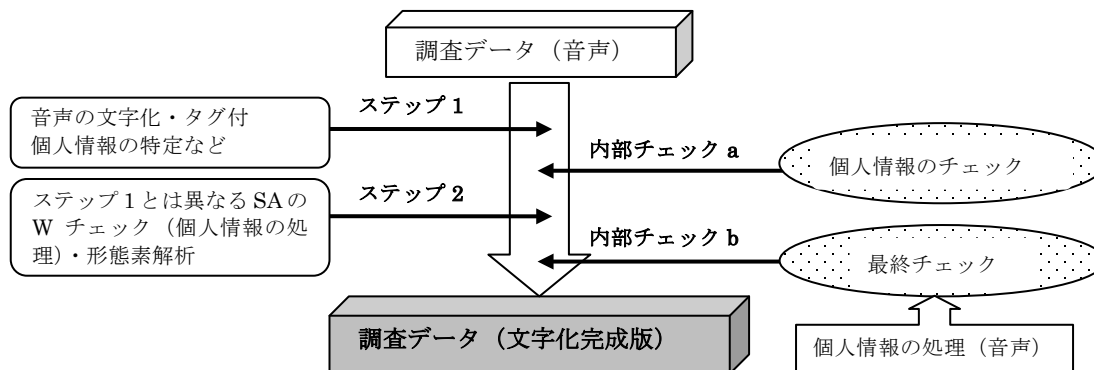 調査データ（音声）
ステップ 1
音声の文字化・タグ付
個人情報の特定など
内部チェック a
個人情報のチェック
ステップ 2
ステップ 1 とは異なる SA の
W チェック（個人情報の処
理）・形態素解析
内部チェック b
最終チェック
調査データ（文字化完成版）
個人情報の処理（音声）